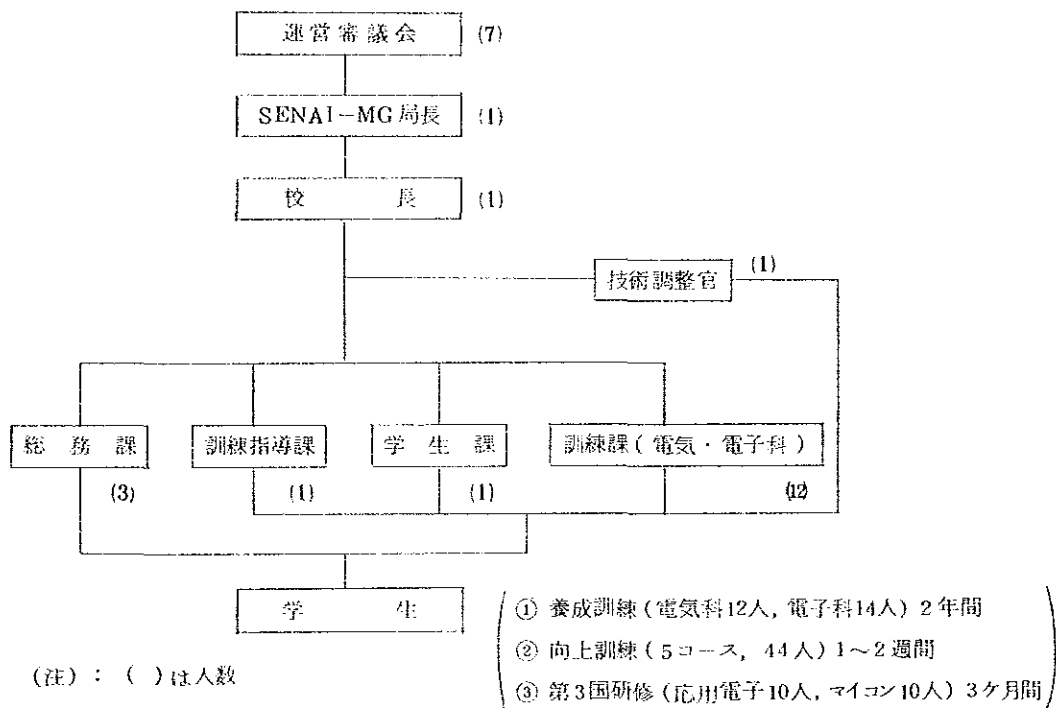 運営審議会 (7)
SENAI-MG局長 (1)
校長 (1)
技術調整官 (1)
総務課 訓練指導課 学生課 訓練課(電気・電子科)
(3) (1) (1) (12)
学生
① 養成訓練(電気科12人, 電子科14人) 2年間
② 向上訓練(5コース, 44人) 1~2週間
③ 第3国研修(応用電子10人, マイコン10人) 3ケ月間
(注): ( )は人数